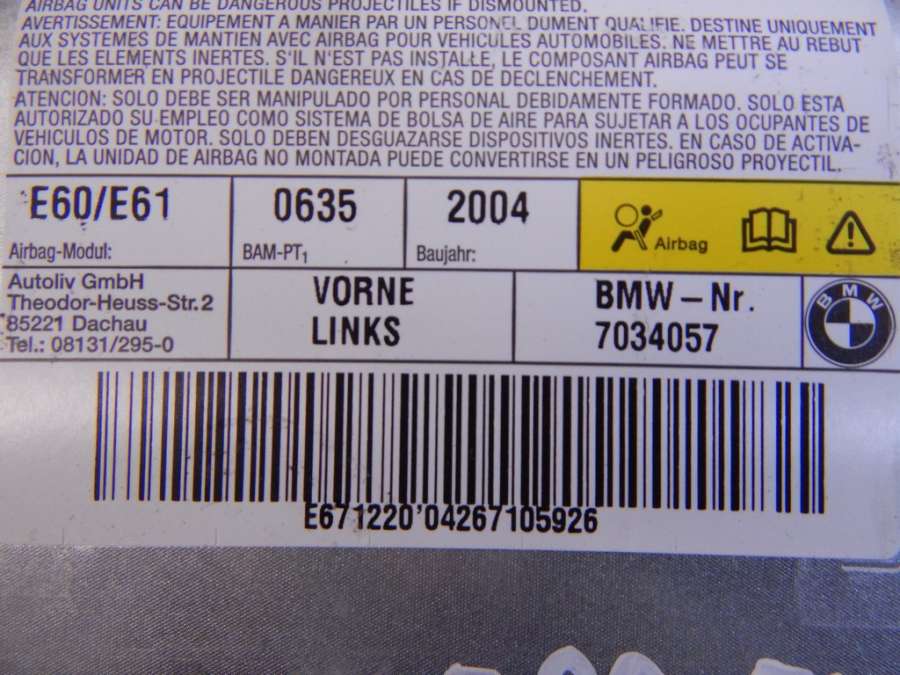 AIRBAG UNITS CAN BE DANGEROUS PROJECTILES IF DISMOUNTED.
AVERTISSEMENT: EQUIPEMENT A MANIER PAR UN PERSONEL DUMENT QUALIFIE. DESTINE UNIQUEMENT
AUX SYSTEMES DE MANTIEN AVEC AIRBAG POUR VEHICULES AUTOMOBILES. NE METTRE AU REBUT
QUE LES ELEMENTS INERTES. S'IL N'EST PAS INSTALLE, LE COMPOSANT AIRBAG PEUT SE
TRANSFORMER EN PROJECTILE DANGEREUX EN CAS DE DECLENCHEMENT.
ATENCION: SOLO DEBE SER MANIPULADO POR PERSONAL DEBIDAMENTE FORMADO. SOLO ESTA
AUTORIZADO SU EMPLEO COMO SISTEMA DE BOLSA DE AIRE PARA SUJETAR A LOS OCUPANTES DE
VEHICULOS DE MOTOR. SOLO DEBEN DESGUAZARSE DISPOSITIVOS INERTES. EN CASO DE ACTIVA-
CION, LA UNIDAD DE AIRBAG NO MONTADA PUEDE CONVERTIRSE EN UN PELIGROSO PROYECTIL.
E60/E61 0635 2004
Airbag-Modul: BAM-PT1 Baujahr: Airbag
Autoliv GmbH
Theodor-Heuss-Str.2
85221 Dachau
Tel.: 08131/295-0
VORNE
LINKS
BMW-Nr.
7034057
BMW
E671220'04267105926